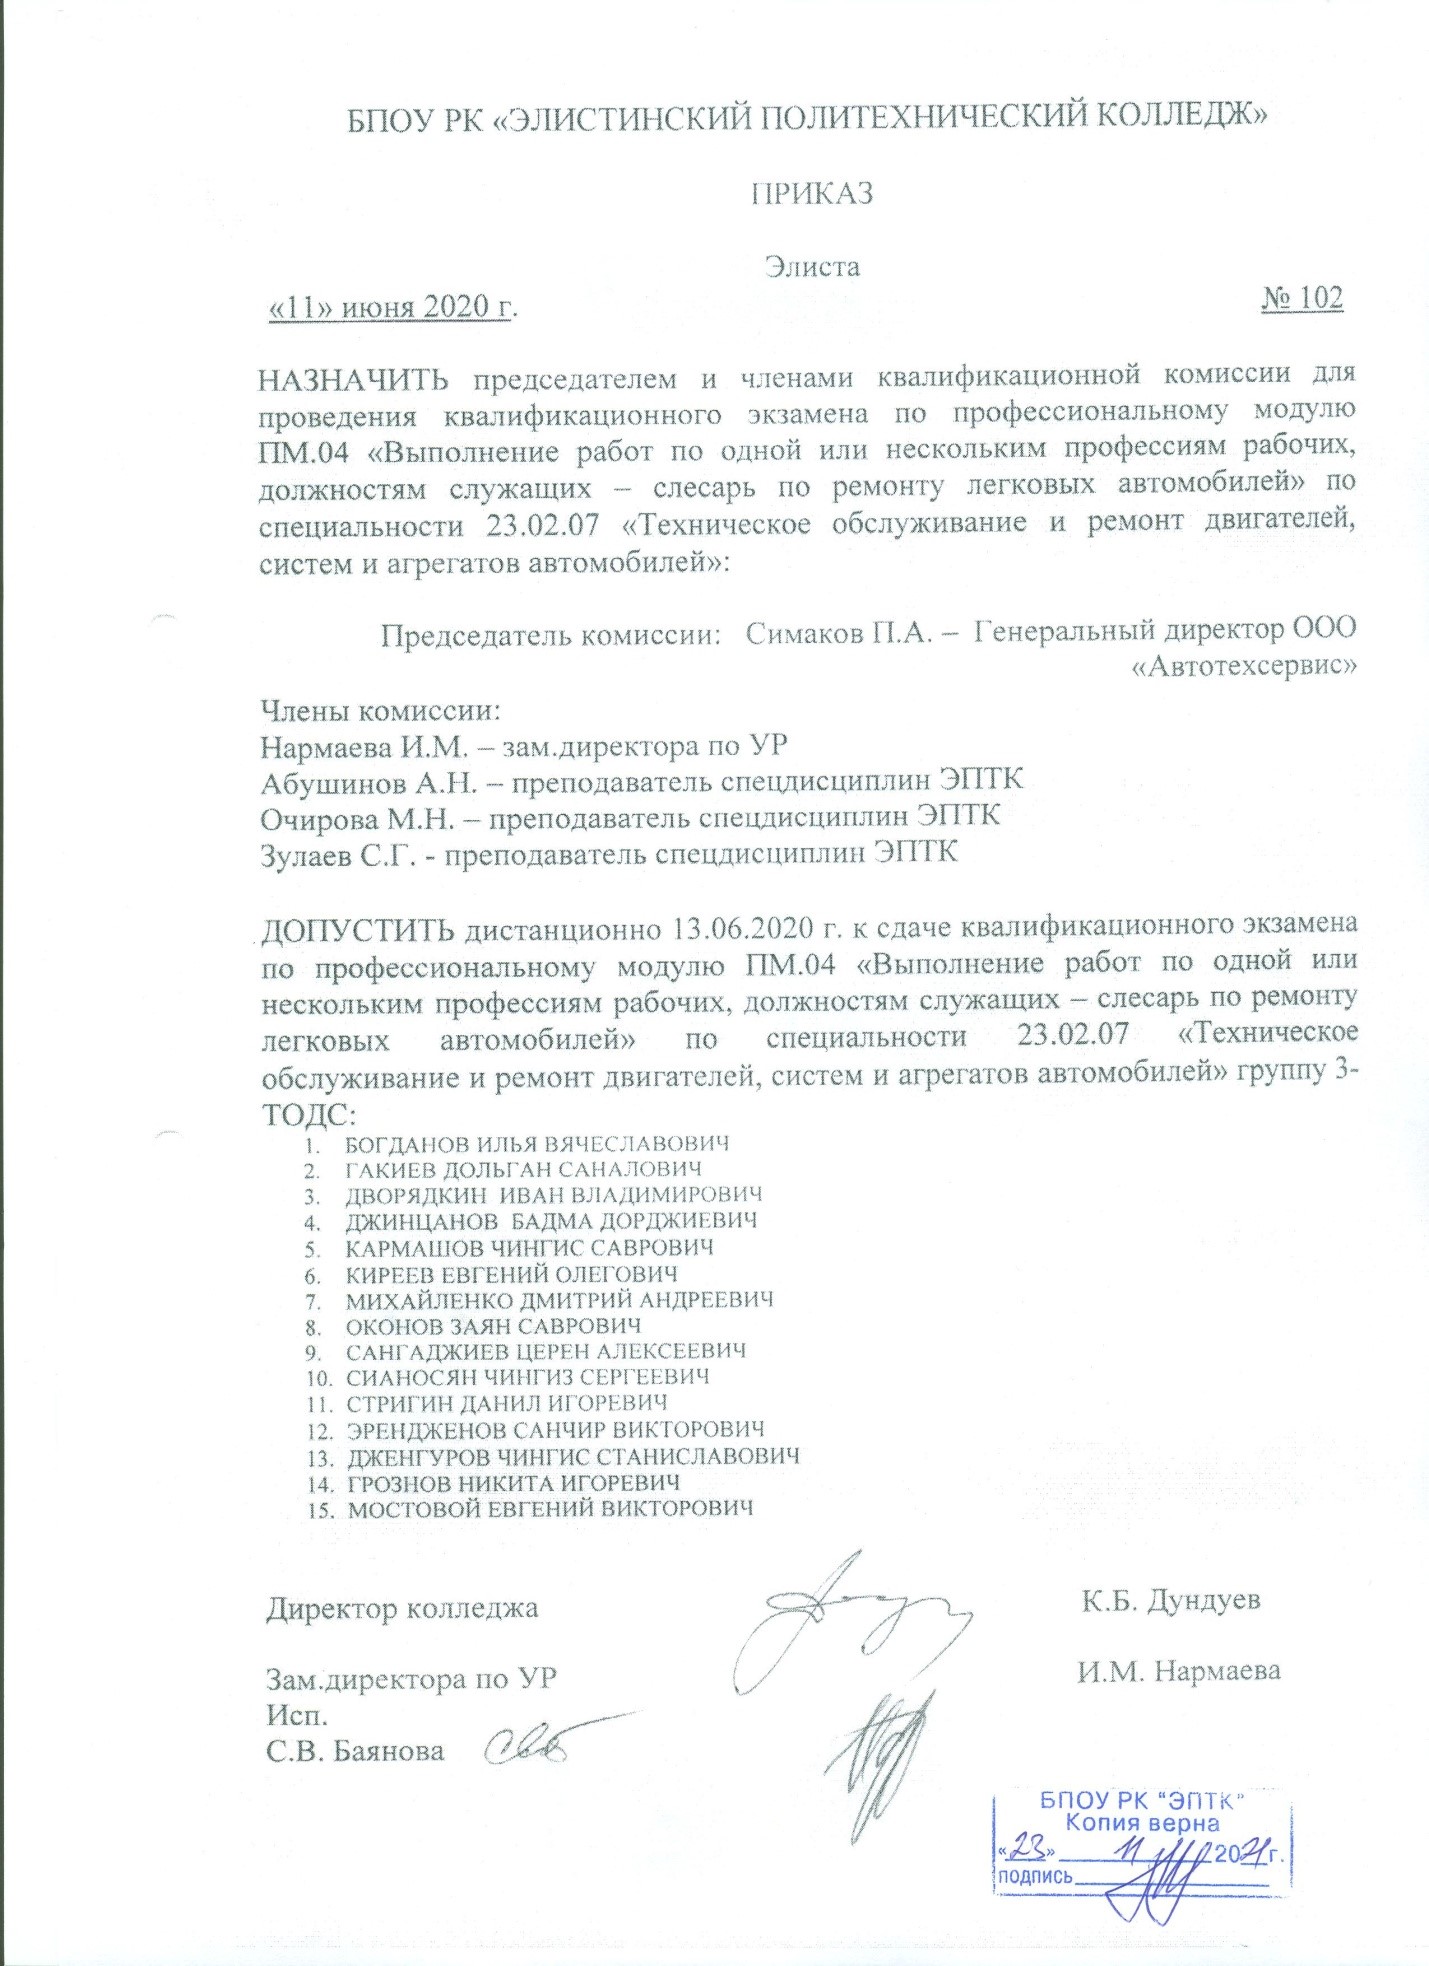 БПОУ РК «ЭЛИСТИНСКИЙ ПОЛИТЕХНИЧЕСКИЙ КОЛЛЕДЖ»
ПРИКАЗ
Элиста
«11» июня 2020 г.
№ 102
НАЗНАЧИТЬ председателем и членами квалификационной комиссии для
проведения квалификационного экзамена по профессиональному модулю
ПМ.04 «Выполнение работ по одной или нескольким профессиям рабочих,
должностям служащих – слесарь по ремонту легковых автомобилей» по
специальности 23.02.07 «Техническое обслуживание и ремонт двигателей,
систем и агрегатов автомобилей»:
Председатель комиссии: Симаков П.А. – Генеральный директор ООО
«Автотехсервис»
Члены комиссии:
Нармаева И.М. – зам.директора по УР
Абушинов А.Н. – преподаватель спецдисциплин ЭПТК
Очирова М.Н. – преподаватель спецдисциплин ЭПТК
Зулаев С.Г. - преподаватель спецдисциплин ЭПТК
ДОПУСТИТЬ дистанционно 13.06.2020 г. к сдаче квалификационного экзамена
по профессиональному модулю ПМ.04 «Выполнение работ по одной или
нескольким профессиям рабочих, должностям служащих – слесарь по ремонту
легковых автомобилей» по специальности 23.02.07 «Техническое
обслуживание и ремонт двигателей, систем и агрегатов автомобилей» группу 3-
ТОДС:
1. БОГДАНОВ ИЛЬЯ ВЯЧЕСЛАВОВИЧ
2. ГАКИЕВ ДОЛЬГАН САНАЛОВИЧ
3. ДВОРЯДКИН ИВАН ВЛАДИМИРОВИЧ
4. ДЖИНЦАНОВ БАДМА ДОРДЖИЕВИЧ
5. КАРМАШОВ ЧИНГИС САВРОВИЧ
6. КИРЕЕВ ЕВГЕНИЙ ОЛЕГОВИЧ
7. МИХАЙЛЕНКО ДМИТРИЙ АНДРЕЕВИЧ
8. ОКОНОВ ЗАЯН САВРОВИЧ
9. САНГАДЖИЕВ ЦЕРЕН АЛЕКСЕЕВИЧ
10. СИАНОСЯН ЧИНГИЗ СЕРГЕЕВИЧ
11. СТРИГИН ДАНИЛ ИГОРЕВИЧ
12. ЭРЕНДЖЕНОВ САНЧИР ВИКТОРОВИЧ
13. ДЖЕНГУРОВ ЧИНГИС СТАНИСЛАВОВИЧ
14. ГРОЗНОВ НИКИТА ИГОРЕВИЧ
15. МОСТОВОЙ ЕВГЕНИЙ ВИКТОРОВИЧ
Директор колледжа К.Б. Дундуев
Зам.директора по УР И.М. Нармаева
Исп.
С.В. Баянова
БПОУ РК "ЭПТК"
Копия верна
«23» 11 2021г.
подпись